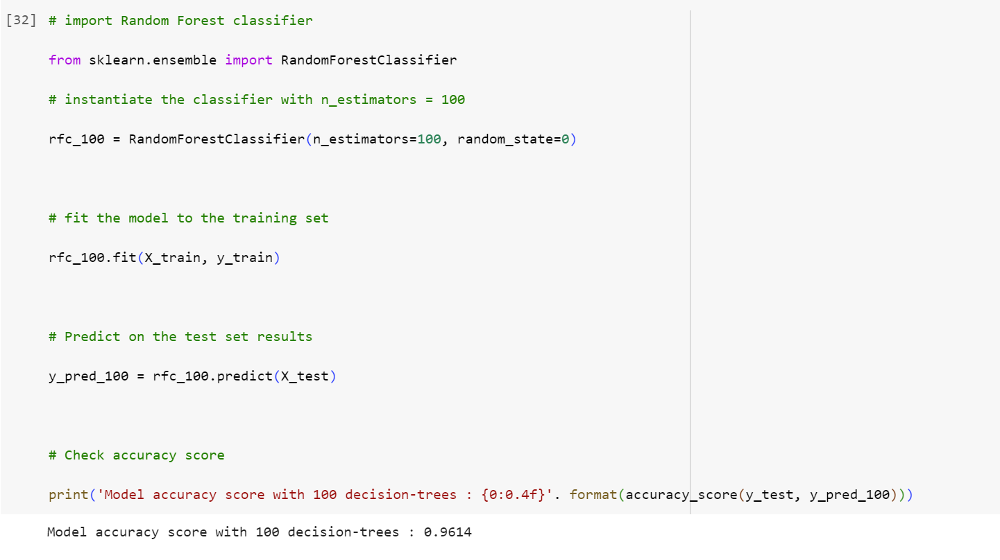 [32] # import Random Forest classifier
from sklearn.ensemble import RandomForestClassifier
# instantiate the classifier with n_estimators = 100
rfc_100 = RandomForestClassifier(n_estimators=100, random_state=0)
# fit the model to the training set
rfc_100.fit(X_train, y_train)
# Predict on the test set results
y_pred_100 = rfc_100.predict(X_test)
# Check accuracy score
print('Model accuracy score with 100 decision-trees : {0:0.4f}'. format(accuracy_score(y_test, y_pred_100)))
Model accuracy score with 100 decision-trees : 0.9614